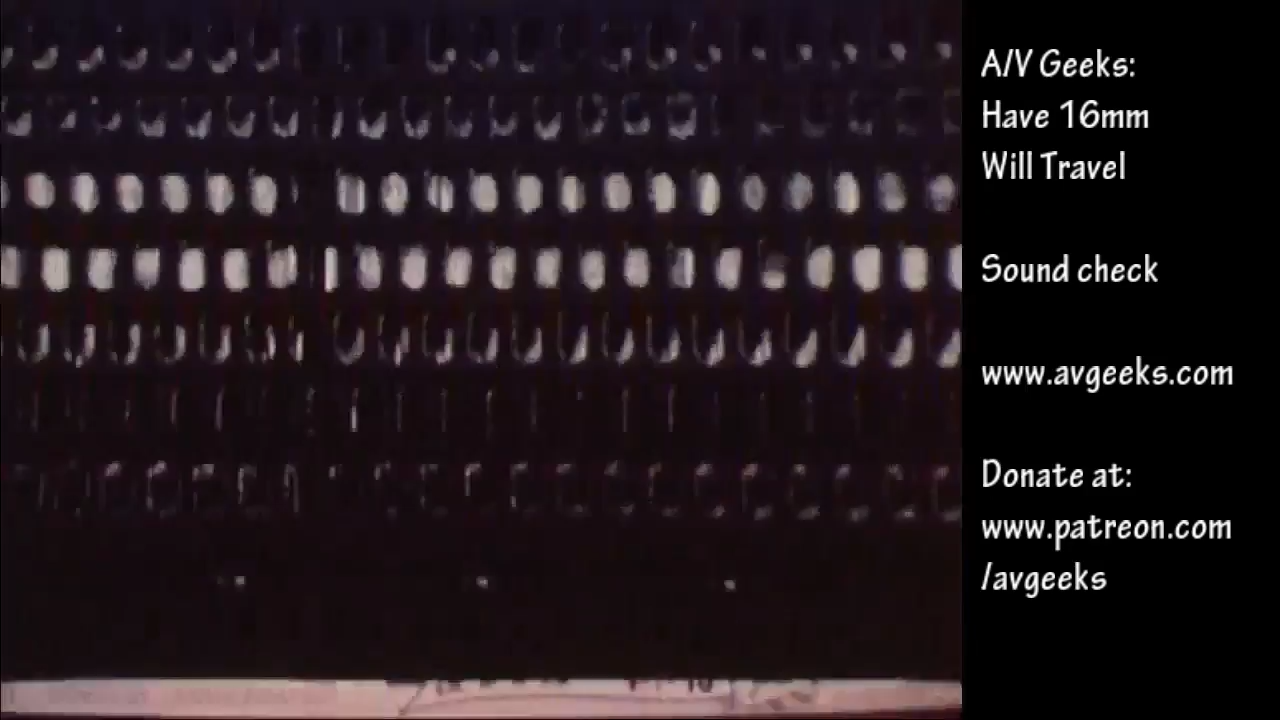 A/V Geeks:
Have 16mm
Will Travel
Sound check
www.avgeeks.com
Donate at:
www.patreon.com
/avgeeks